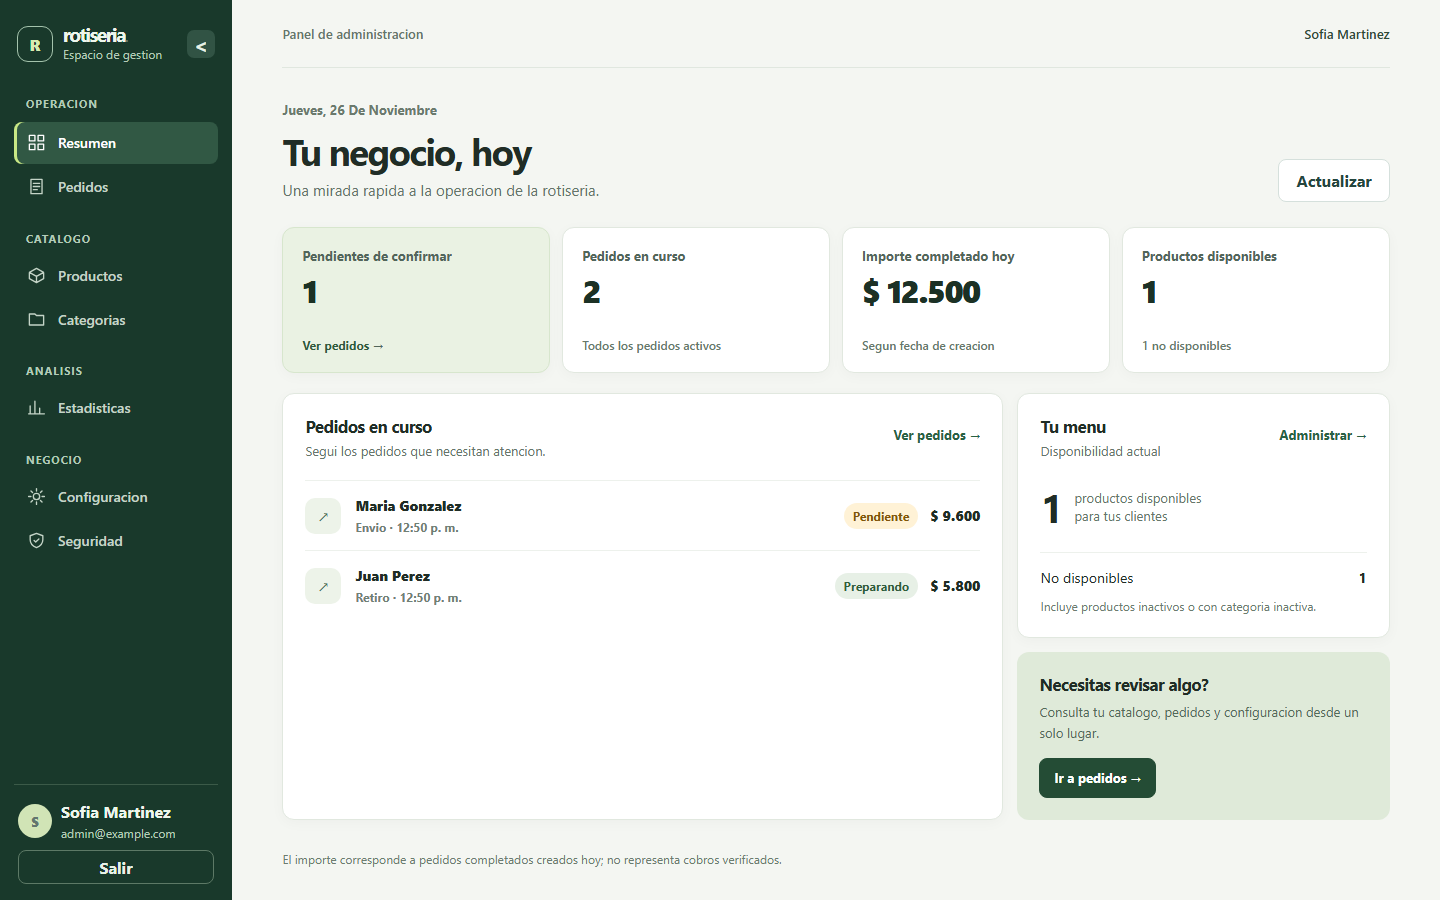 R
rotiseria
Espacio de gestion
<
OPERACION
Resumen
Pedidos
CATALOGO
Productos
Categorias
ANALISIS
Estadisticas
NEGOCIO
Configuracion
Seguridad
S
Sofia Martinez
admin@example.com
Salir
Panel de administracion
Sofia Martinez
Jueves, 26 De Noviembre
Tu negocio, hoy
Una mirada rapida a la operacion de la rotiseria.
Actualizar
Pendientes de confirmar
1
Ver pedidos →
Pedidos en curso
2
Todos los pedidos activos
Importe completado hoy
$ 12.500
Segun fecha de creacion
Productos disponibles
1
1 no disponibles
Pedidos en curso
Segui los pedidos que necesitan atencion.
Ver pedidos →
↗
Maria Gonzalez
Envio · 12:50 p. m.
Pendiente
$ 9.600
↗
Juan Perez
Retiro · 12:50 p. m.
Preparando
$ 5.800
Tu menu
Disponibilidad actual
Administrar →
1
productos disponibles
para tus clientes
No disponibles
1
Incluye productos inactivos o con categoria inactiva.
Necesitas revisar algo?
Consulta tu catalogo, pedidos y configuracion desde un
solo lugar.
Ir a pedidos →
El importe corresponde a pedidos completados creados hoy; no representa cobros verificados.